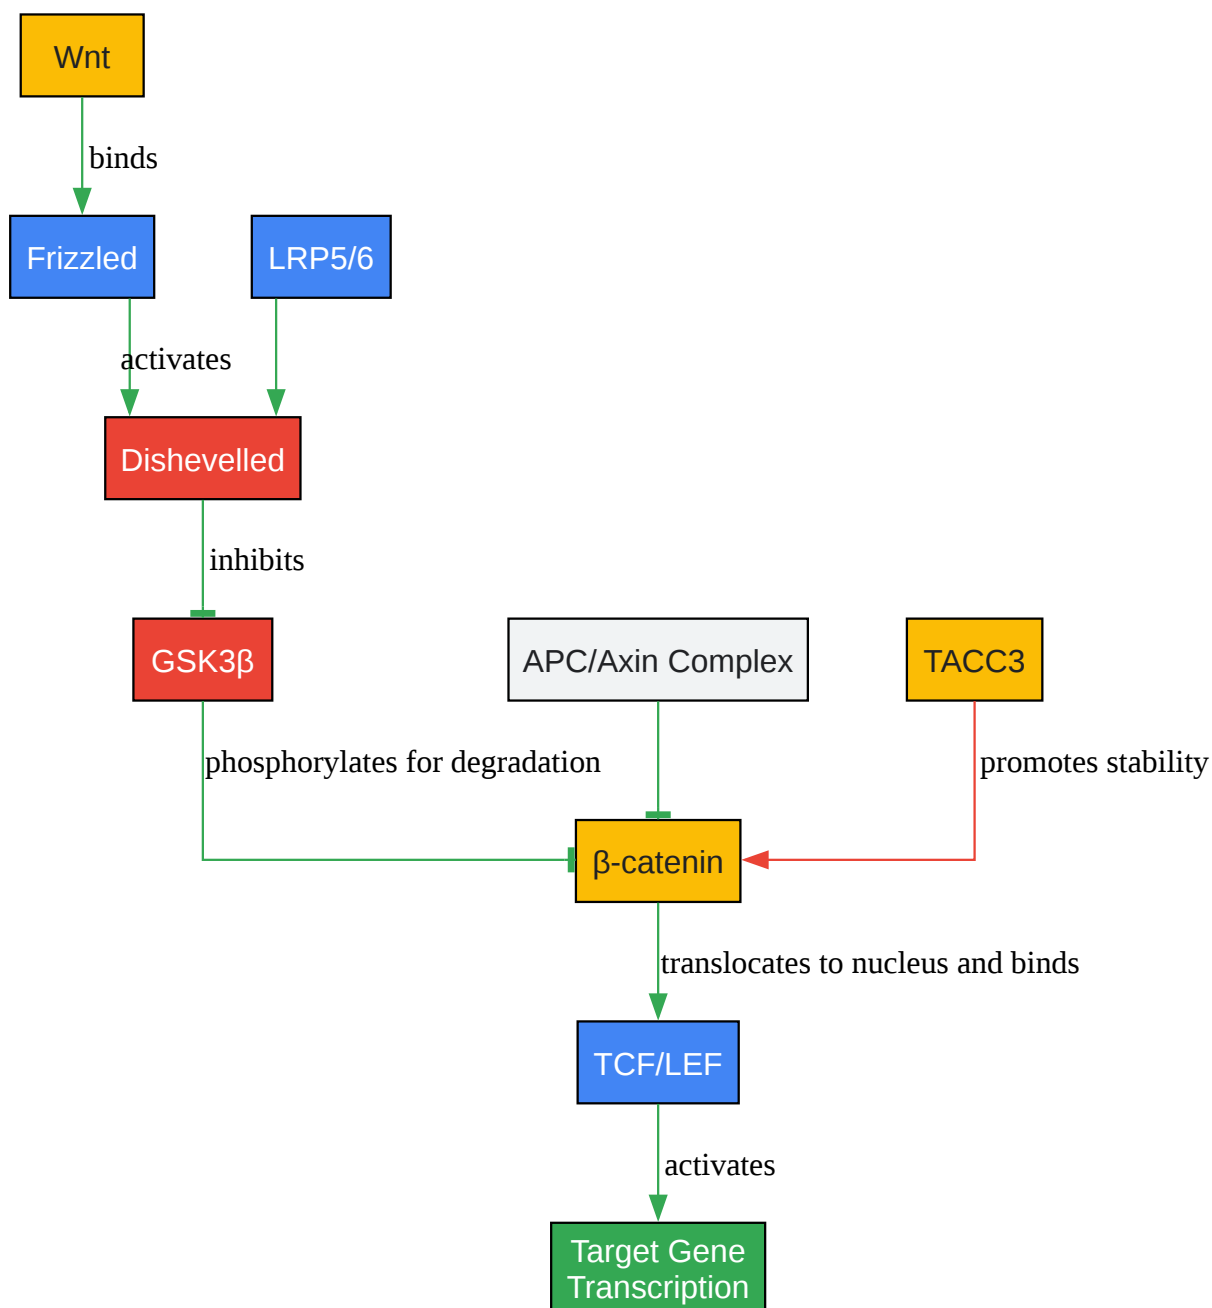 Wnt
binds
Frizzled
LRP5/6
activates
Dishevelled
inhibits
GSK3β
APC/Axin Complex
TACC3
phosphorylates for degradation
promotes stability
β-catenin
translocates to nucleus and binds
TCF/LEF
activates
Target Gene
Transcription